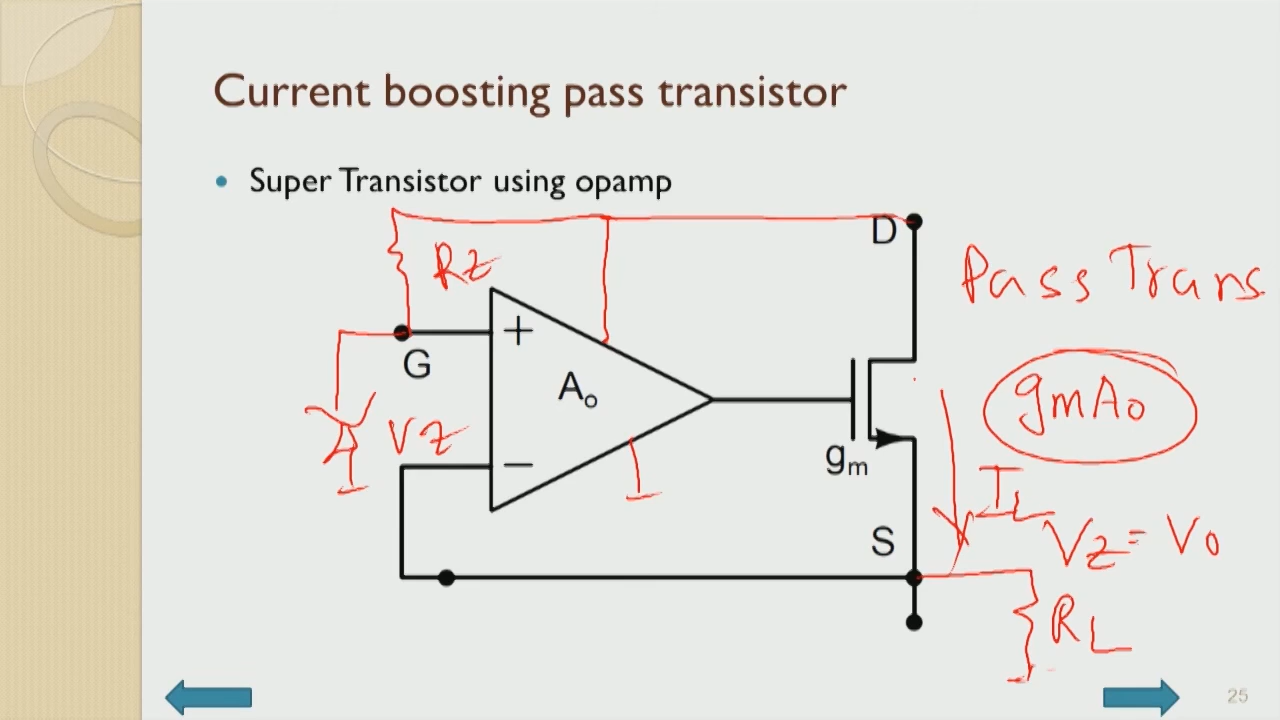 Current boosting pass transistor
Super Transistor using opamp
D
Rz
Pass Trans
+
G
Ao
gmAo
Vz
gm
−
IL
S
Vz = Vo
RL
25